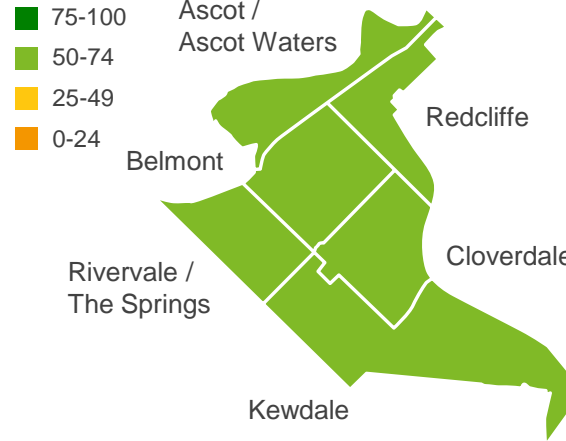 75-100
50-74
25-49
0-24
Ascot /
Ascot Waters
Redcliffe
Belmont
Cloverdale
Rivervale /
The Springs
Kewdale